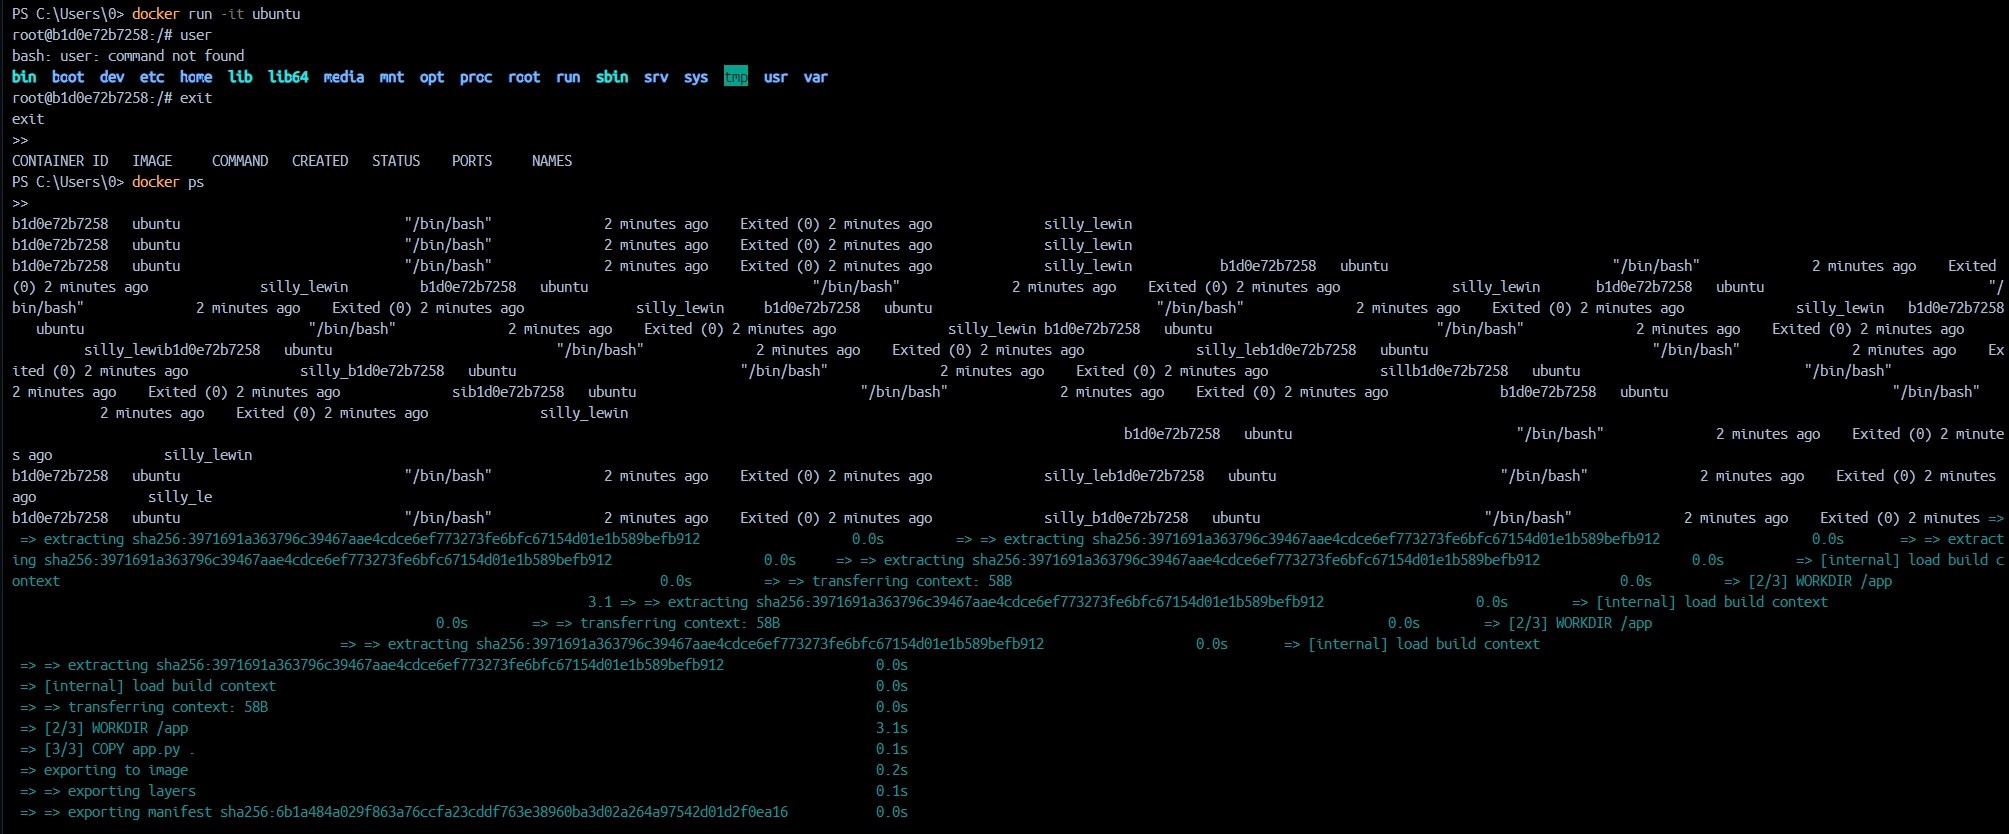 PS C:\Users\0> docker run -it ubuntu
root@b1d0e72b7258:/# user
bash: user: command not found
bin  boot  dev  etc  home  lib  lib64  media  mnt  opt  proc  root  run  sbin  srv  sys  tmp  usr  var
root@b1d0e72b7258:/# exit
exit
>>
CONTAINER ID   IMAGE     COMMAND   CREATED   STATUS    PORTS     NAMES
PS C:\Users\0> docker ps
>>
b1d0e72b7258   ubuntu                            "/bin/bash"              2 minutes ago    Exited (0) 2 minutes ago              silly_lewin
b1d0e72b7258   ubuntu                            "/bin/bash"              2 minutes ago    Exited (0) 2 minutes ago              silly_lewin
b1d0e72b7258   ubuntu                            "/bin/bash"              2 minutes ago    Exited (0) 2 minutes ago              silly_lewin           b1d0e72b7258   ubuntu                            "/bin/bash"              2 minutes ago    Exited
(0) 2 minutes ago              silly_lewin         b1d0e72b7258   ubuntu                            "/bin/bash"              2 minutes ago    Exited (0) 2 minutes ago              silly_lewin       b1d0e72b7258   ubuntu                            "/
bin/bash"              2 minutes ago    Exited (0) 2 minutes ago              silly_lewin     b1d0e72b7258   ubuntu                            "/bin/bash"              2 minutes ago    Exited (0) 2 minutes ago              silly_lewin   b1d0e72b7258
   ubuntu                            "/bin/bash"              2 minutes ago    Exited (0) 2 minutes ago              silly_lewin b1d0e72b7258   ubuntu                            "/bin/bash"              2 minutes ago    Exited (0) 2 minutes ago
         silly_lewib1d0e72b7258   ubuntu                            "/bin/bash"              2 minutes ago    Exited (0) 2 minutes ago              silly_leb1d0e72b7258   ubuntu                            "/bin/bash"              2 minutes ago    Ex
ited (0) 2 minutes ago              silly_b1d0e72b7258   ubuntu                            "/bin/bash"              2 minutes ago    Exited (0) 2 minutes ago              sillb1d0e72b7258   ubuntu                            "/bin/bash"
2 minutes ago    Exited (0) 2 minutes ago              sib1d0e72b7258   ubuntu                            "/bin/bash"              2 minutes ago    Exited (0) 2 minutes ago              b1d0e72b7258   ubuntu                            "/bin/bash"
           2 minutes ago    Exited (0) 2 minutes ago              silly_lewin
b1d0e72b7258   ubuntu                            "/bin/bash"              2 minutes ago    Exited (0) 2 minute
s ago              silly_lewin
b1d0e72b7258   ubuntu                            "/bin/bash"              2 minutes ago    Exited (0) 2 minutes ago              silly_leb1d0e72b7258   ubuntu                            "/bin/bash"              2 minutes ago    Exited (0) 2 minutes
ago              silly_le
b1d0e72b7258   ubuntu                            "/bin/bash"              2 minutes ago    Exited (0) 2 minutes ago              silly_b1d0e72b7258   ubuntu                            "/bin/bash"              2 minutes ago    Exited (0) 2 minutes =>
 => extracting sha256:3971691a363796c39467aae4cdce6ef773273fe6bfc67154d01e1b589befb912                   0.0s         => => extracting sha256:3971691a363796c39467aae4cdce6ef773273fe6bfc67154d01e1b589befb912                   0.0s       => => extract
ing sha256:3971691a363796c39467aae4cdce6ef773273fe6bfc67154d01e1b589befb912                   0.0s     => => extracting sha256:3971691a363796c39467aae4cdce6ef773273fe6bfc67154d01e1b589befb912                   0.0s         => [internal] load build c
ontext                                                                           0.0s         => => transferring context: 58B                                                                            0.0s         => [2/3] WORKDIR /app
3.1 => => extracting sha256:3971691a363796c39467aae4cdce6ef773273fe6bfc67154d01e1b589befb912                   0.0s        => [internal] load build context
0.0s        => => transferring context: 58B                                                                            0.0s        => [2/3] WORKDIR /app
=> => extracting sha256:3971691a363796c39467aae4cdce6ef773273fe6bfc67154d01e1b589befb912                   0.0s       => [internal] load build context
 => => extracting sha256:3971691a363796c39467aae4cdce6ef773273fe6bfc67154d01e1b589befb912                   0.0s
 => [internal] load build context                                                                           0.0s
 => => transferring context: 58B                                                                            0.0s
 => [2/3] WORKDIR /app                                                                                      3.1s
 => [3/3] COPY app.py .                                                                                     0.1s
 => exporting to image                                                                                      0.2s
 => => exporting layers                                                                                     0.1s
 => => exporting manifest sha256:6b1a484a029f863a76ccfa23cddf763e38960ba3d02a264a97542d01d2f0ea16           0.0s